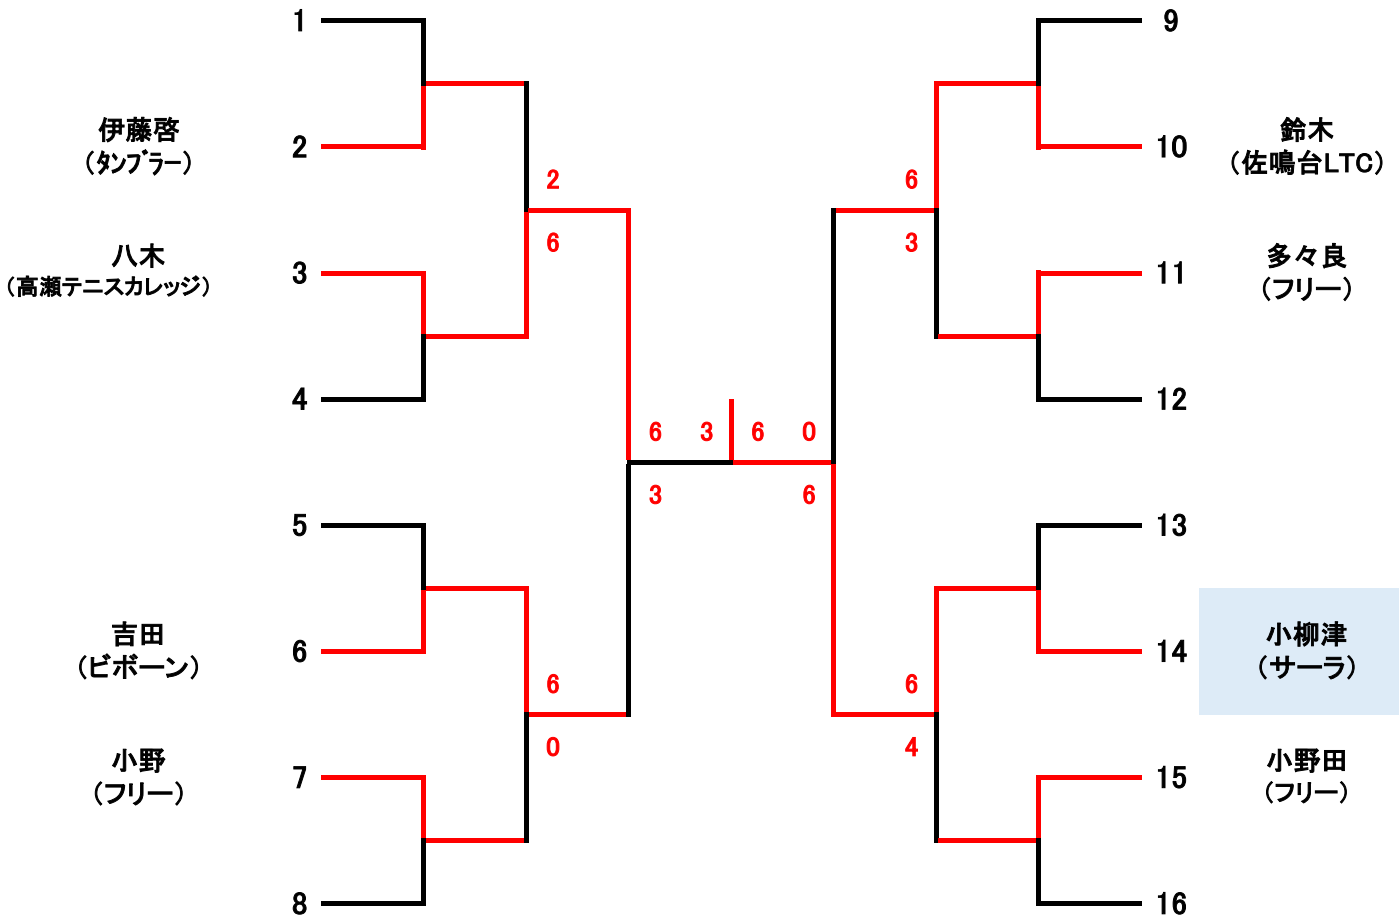 1
伊藤啓
2
(タンブラー)
2
八木
6
3
(高瀬テニスカレッジ)
4
6
3
3
5
吉田
6
(ビボーン)
6
小野
0
7
(フリー)
8
9
鈴木
10
(佐鳴台LTC)
6
多々良
3
11
(フリー)
12
6
0
6
13
小柳津
14
(サーラ)
6
小野田
4
15
(フリー)
16